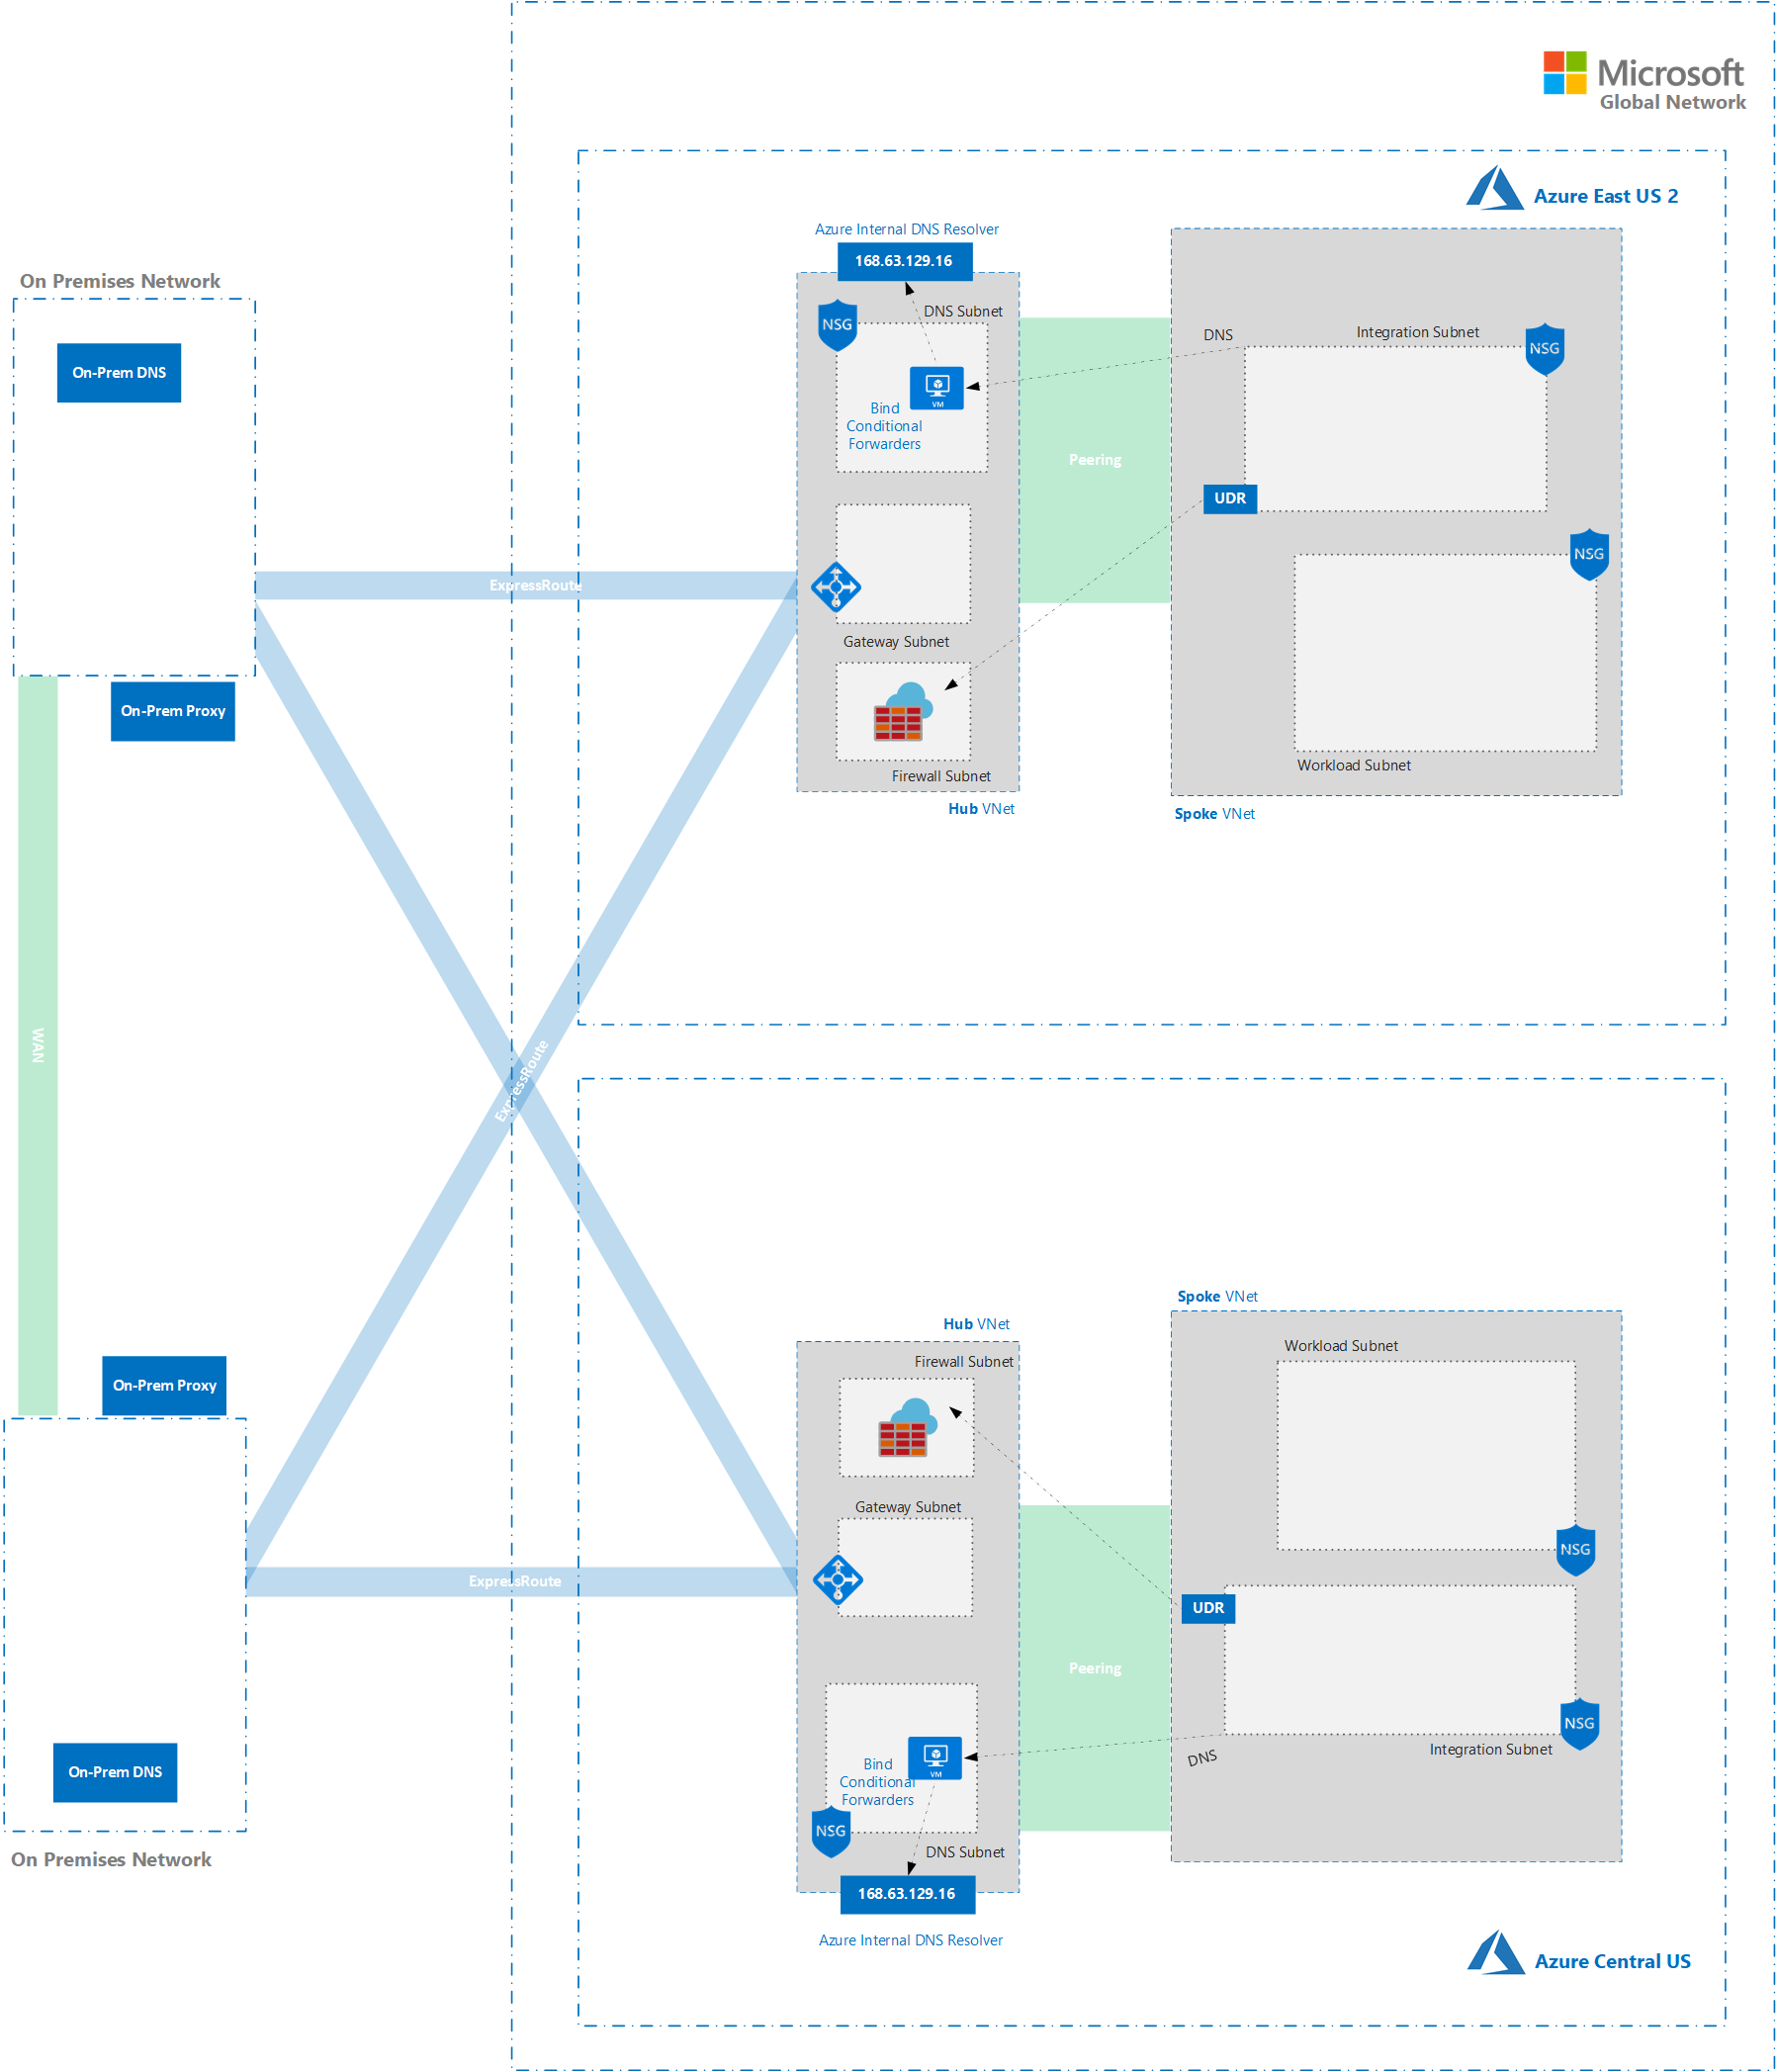 Microsoft
Global Network
Azure East US 2
Azure Internal DNS Resolver
168.63.129.16
On Premises Network
On-Prem DNS
NSG
DNS Subnet
VM
Bind
Conditional
Forwarders
DNS
Integration Subnet
NSG
Peering
UDR
NSG
ExpressRoute
Gateway Subnet
On-Prem Proxy
Firewall Subnet
Workload Subnet
Hub VNet
Spoke VNet
WAN
ExpressRoute
Spoke VNet
Hub VNet
Workload Subnet
Firewall Subnet
On-Prem Proxy
Gateway Subnet
NSG
ExpressRoute
UDR
Peering
NSG
Integration Subnet
DNS
VM
Bind
Conditional
Forwarders
On-Prem DNS
NSG
DNS Subnet
On Premises Network
168.63.129.16
Azure Internal DNS Resolver
Azure Central US